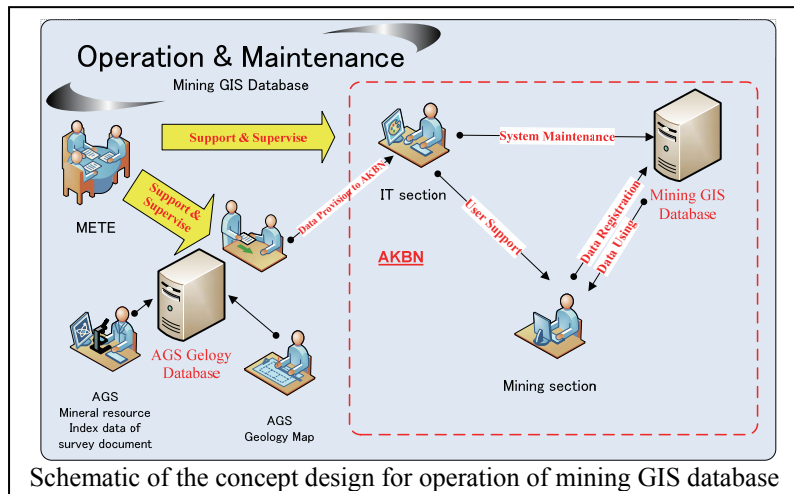 Operation & Maintenance
Mining GIS Database
Support & Supervise
METE
Support &
Supervise
Data Provision to AKBN
IT section
System Maintenance
Mining GIS
Database
User Support
Data Registration
Data Using
AKBN
Mining section
AGS Gelogy
Database
AGS
Mineral resource
Index data of
survey document
AGS
Geology Map
Schematic of the concept design for operation of mining GIS database